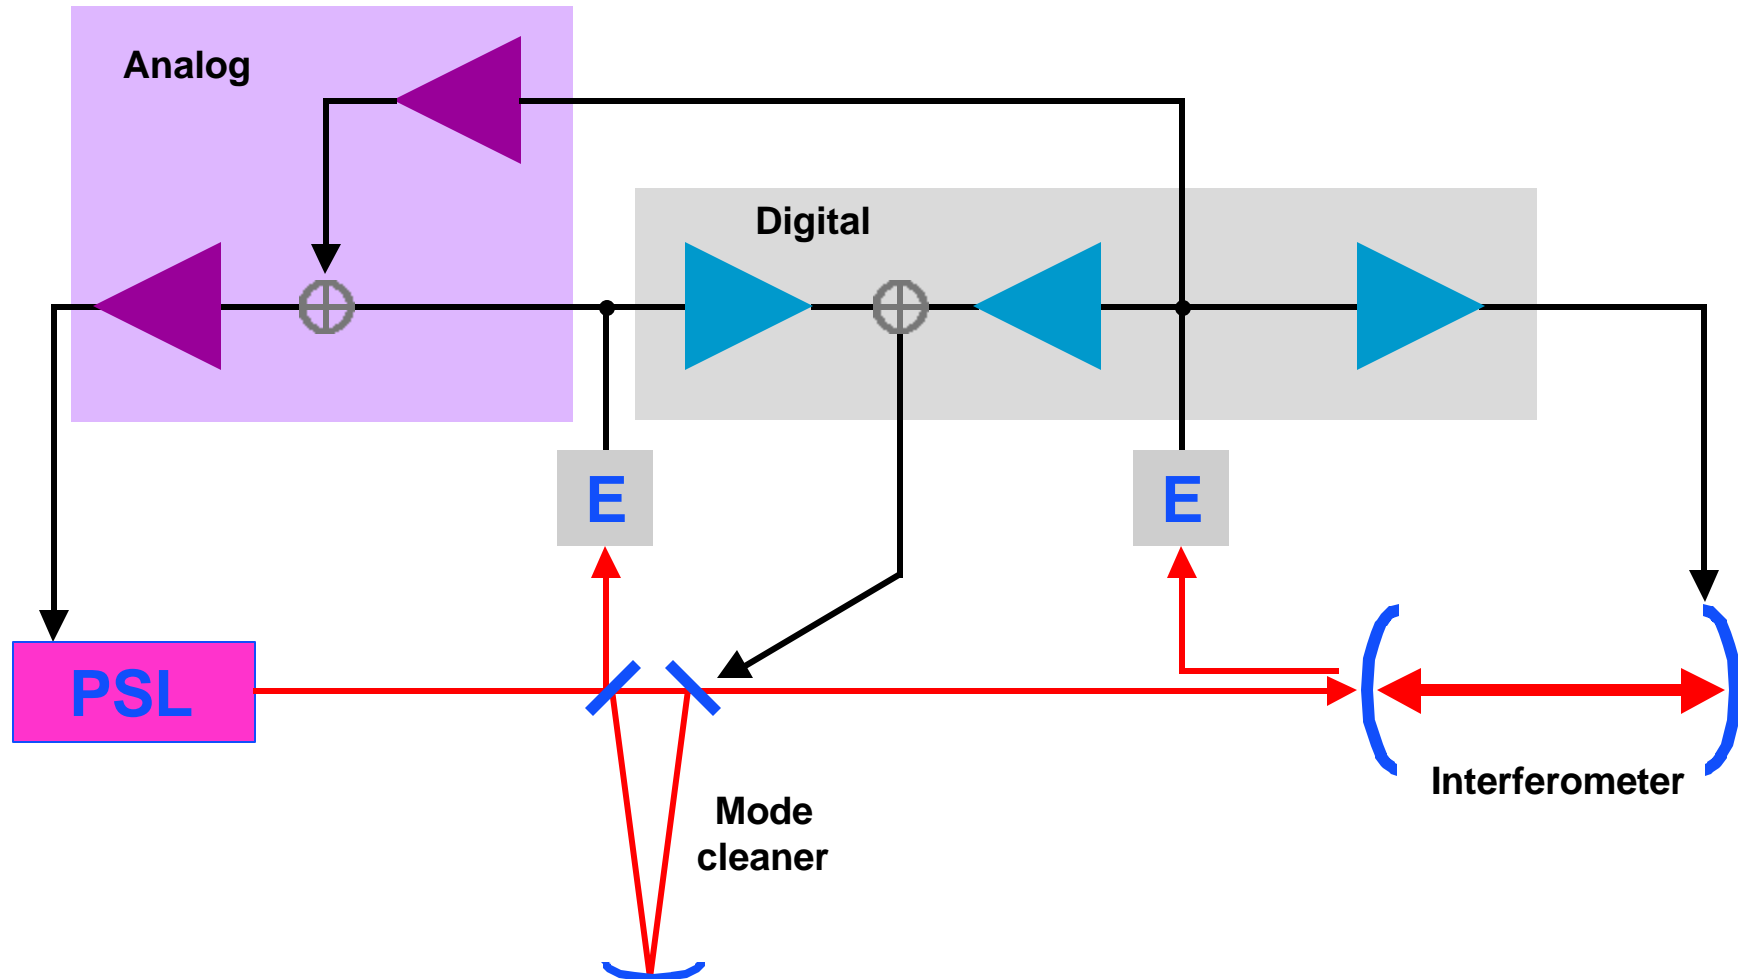 Analog
Digital
E
E
PSL
Interferometer
Mode
cleaner